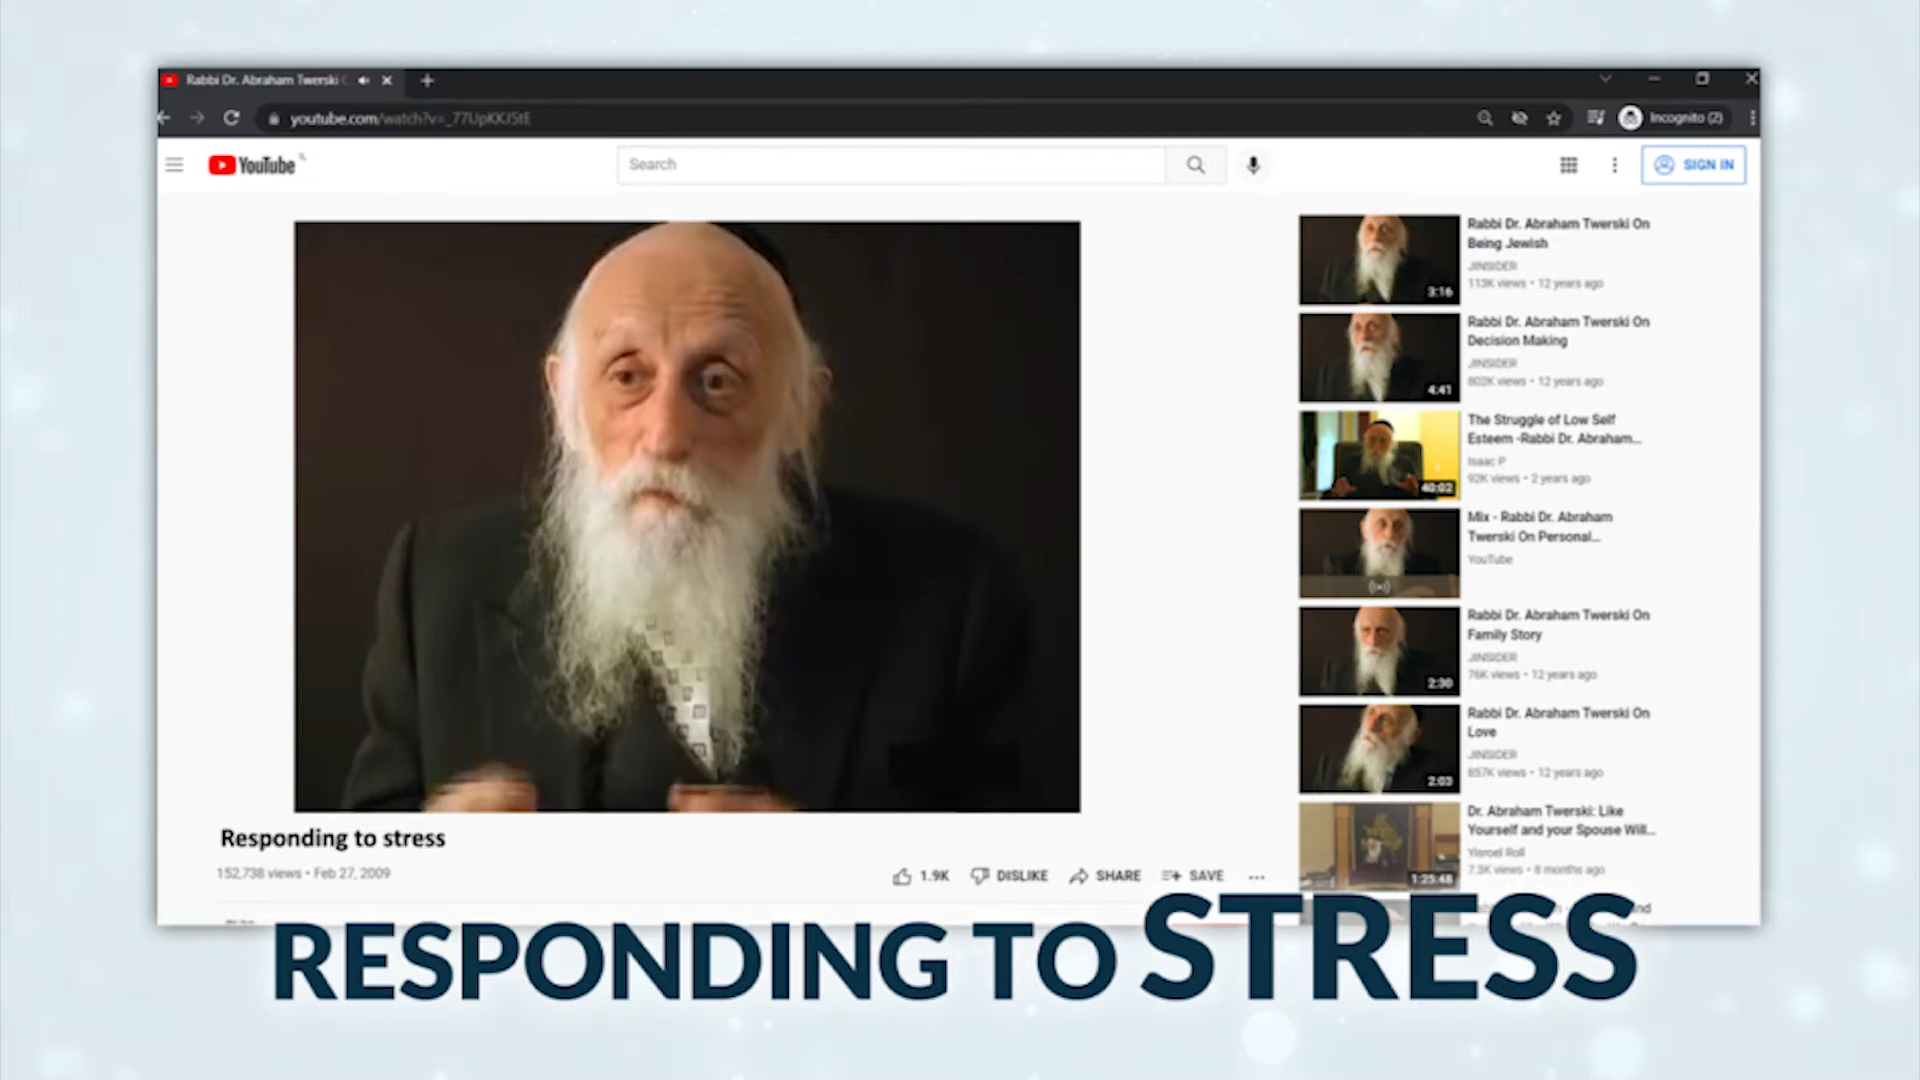 Rabbi Dr. Abraham Twerski
youtube.com/watch?v=_77UpKKJ5tE
Incognito (2)
YouTube
Search
SIGN IN
Rabbi Dr. Abraham Twerski On
Being Jewish
JINSIDER
113K views • 12 years ago
3:16
Rabbi Dr. Abraham Twerski On
Decision Making
JINSIDER
802K views • 12 years ago
4:41
The Struggle of Low Self
Esteem -Rabbi Dr. Abraham...
Isaac P
92K views • 2 years ago
40:02
Mix - Rabbi Dr. Abraham
Twerski On Personal...
YouTube
Rabbi Dr. Abraham Twerski On
Family Story
JINSIDER
76K views • 12 years ago
2:30
Rabbi Dr. Abraham Twerski On
Love
JINSIDER
857K views • 12 years ago
2:03
Dr. Abraham Twerski: Like
Yourself and your Spouse Will...
Yisroel Roll
7.3K views • 8 months ago
1:25:48
Responding to stress
152,738 views • Feb 27, 2009
1.9K DISLIKE SHARE SAVE ...
RESPONDING TO STRESS